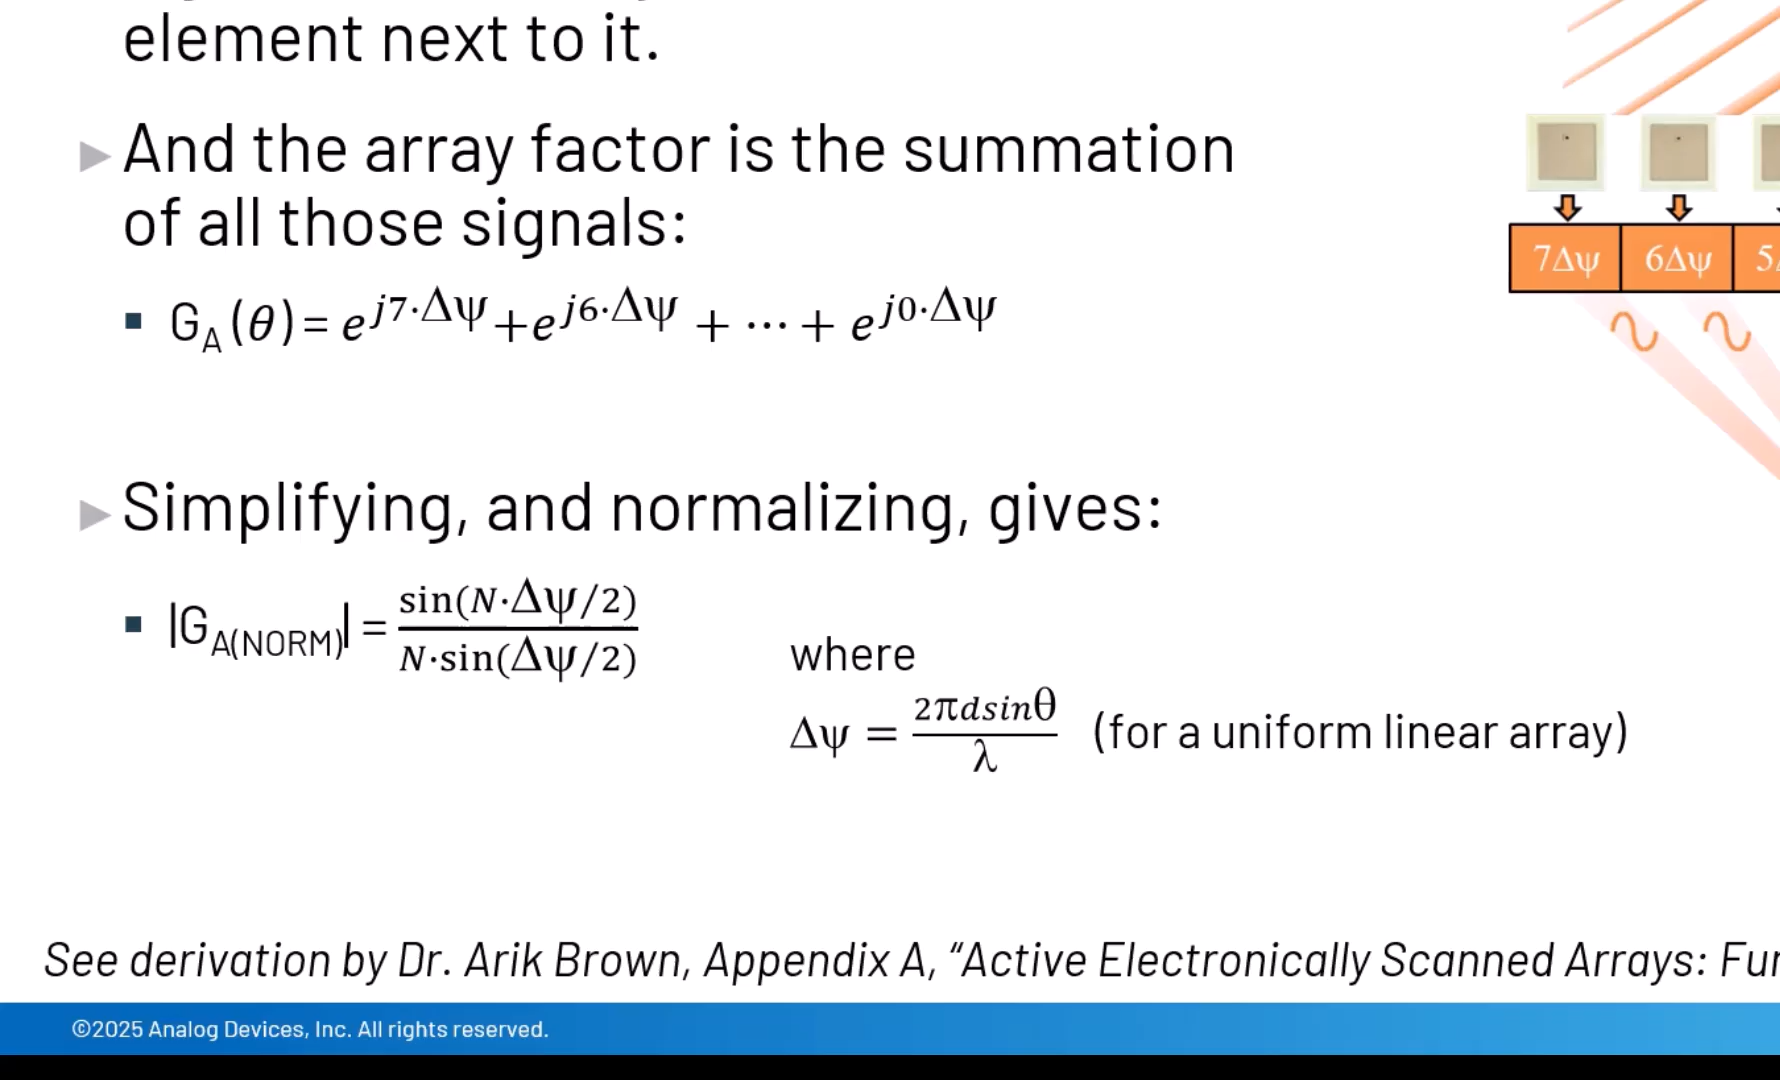 element next to it.
And the array factor is the summation
of all those signals:
G_A(θ) = e^{j7·Δψ} + e^{j6·Δψ} + ⋯ + e^{j0·Δψ}
7Δψ 6Δψ
Simplifying, and normalizing, gives:
|G_{A(NORM)}| = sin(N·Δψ/2) / N·sin(Δψ/2)
where
Δψ = 2πdsinθ / λ (for a uniform linear array)
See derivation by Dr. Arik Brown, Appendix A, “Active Electronically Scanned Arrays:
©2025 Analog Devices, Inc. All rights reserved.